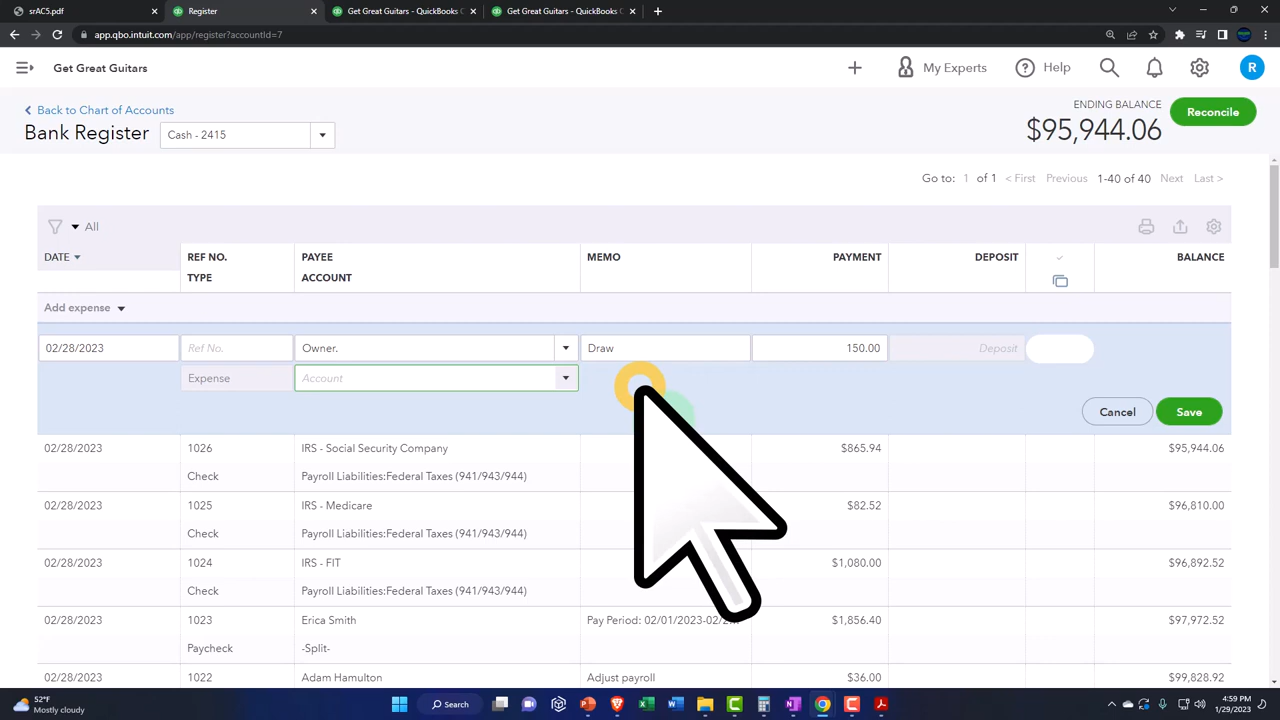 srAC5.pdf
Register
Get Great Guitars - QuickBooks C
Get Great Guitars - QuickBooks C
app.qbo.intuit.com/app/register?accountId=7
Get Great Guitars
My Experts
Help
R
Back to Chart of Accounts
Bank Register
Cash - 2415
ENDING BALANCE
$95,944.06
Reconcile
Go to: 1 of 1 < First Previous 1-40 of 40 Next Last >
All
DATE REF NO. PAYEE MEMO PAYMENT DEPOSIT BALANCE
TYPE ACCOUNT
Add expense
02/28/2023 Ref No. Owner. Draw 150.00 Deposit
Expense Account
Cancel Save
02/28/2023 1026 IRS - Social Security Company $865.94 $95,944.06
Check Payroll Liabilities:Federal Taxes (941/943/944)
02/28/2023 1025 IRS - Medicare $82.52 $96,810.00
Check Payroll Liabilities:Federal Taxes (941/943/944)
02/28/2023 1024 IRS - FIT $1,080.00 $96,892.52
Check Payroll Liabilities:Federal Taxes (941/943/944)
02/28/2023 1023 Erica Smith Pay Period: $1,856.40 $97,972.52
Paycheck -Split-
02/28/2023 1022 Adam Hamulton Adjust payroll $36.00 $99,828.92
52°F
Mostly cloudy
Search
4:59 PM
1/29/2023